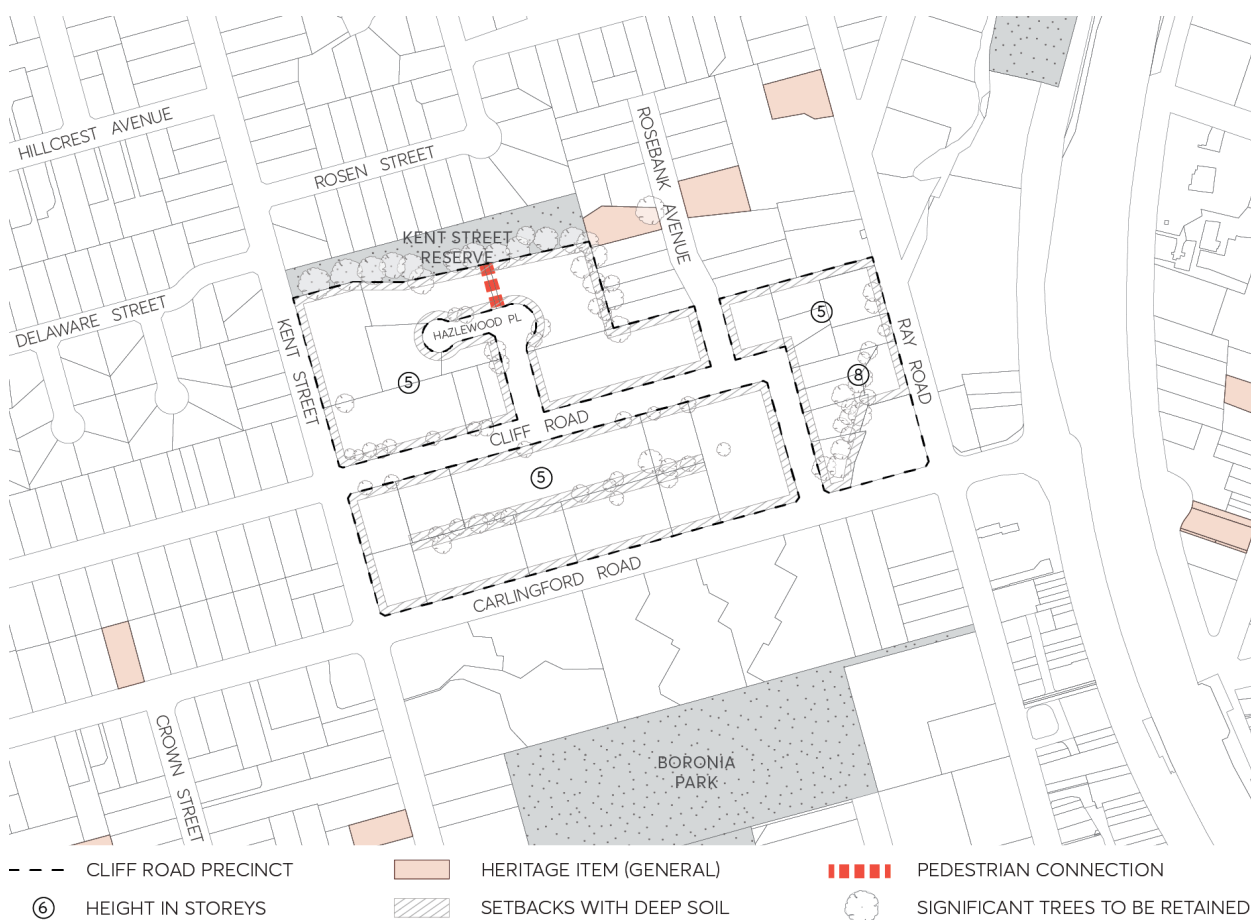 HILLCREST AVENUE
ROSEN STREET
ROSEBANK AVENUE
KENT STREET
RESERVE
DELAWARE STREET
KENT STREET
HAZLEWOOD PL
RAY ROAD
5
8
5
CLIFF ROAD
5
CARLINGFORD ROAD
CROWN STREET
BORONIA
PARK
CLIFF ROAD PRECINCT
HERITAGE ITEM (GENERAL)
PEDESTRIAN CONNECTION
6 HEIGHT IN STOREYS
SETBACKS WITH DEEP SOIL
SIGNIFICANT TREES TO BE RETAINED